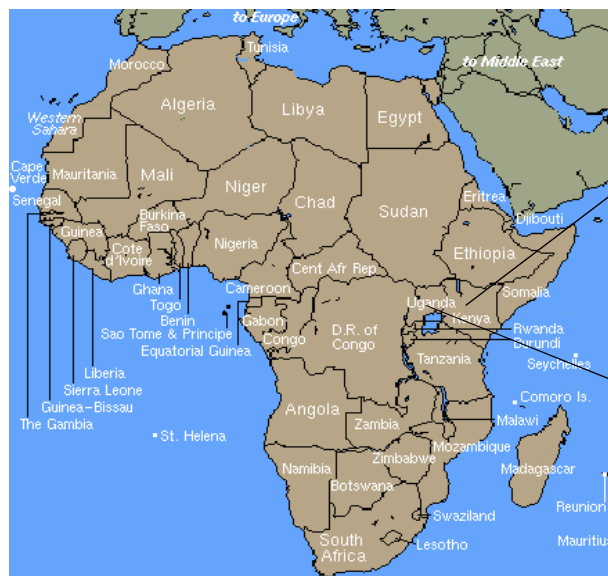 to Europe
Tunisia
Morocco
to Middle East
Algeria
Libya
Egypt
Western
Sahara
Cape
Verde
Mauritania
Mali
Niger
Chad
Sudan
Eritrea
Senegal
Djibouti
Burkina
Faso
Guinea
Nigeria
Ethiopia
Cote
d'Ivoire
Cent Afr Rep
Ghana
Cameroon
Somalia
Togo
Uganda
Benin
Kenya
Gabon
Sao Tome & Principe
Rwanda
D.R. of
Congo
Congo
Burundi
Equatorial Guinea
Tanzania
Seychelles
Liberia
Sierra Leone
Comoro Is.
Guinea-Bissau
Angola
The Gambia
Zambia
Malawi
St. Helena
Mozambique
Zimbabwe
Namibia
Madagascar
Botswana
Reunion
Swaziland
South
Africa
Lesotho
Mauritius